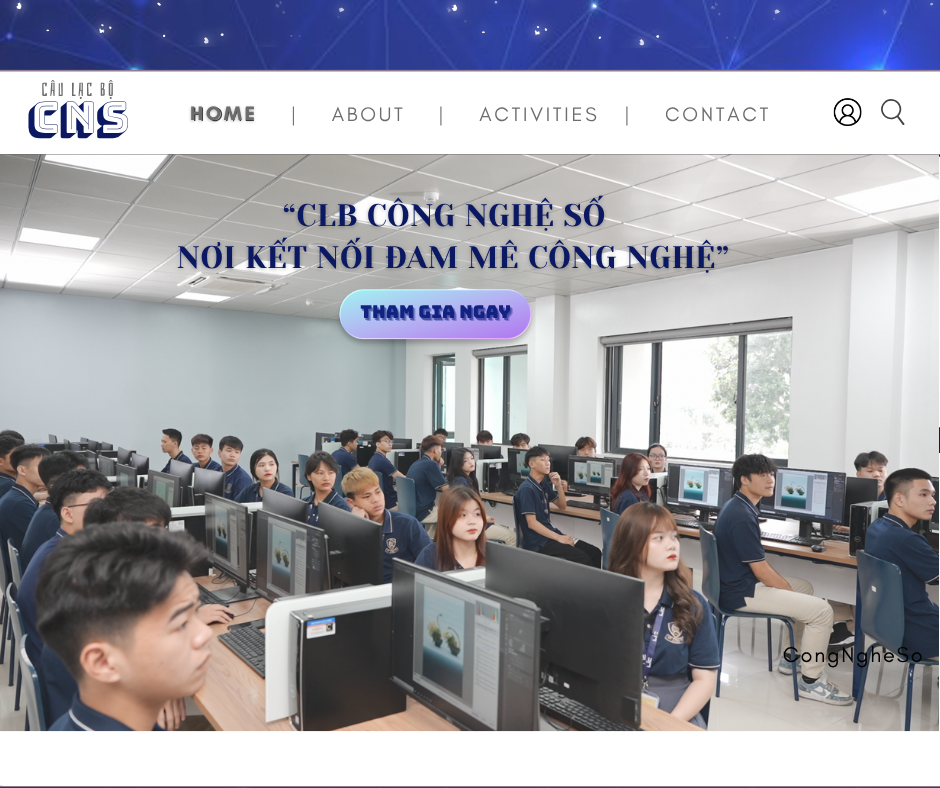 CÂU LẠC BỘ
CNS
HOME | ABOUT | ACTIVITIES | CONTACT
“CLB CÔNG NGHỆ SỐ
NƠI KẾT NỐI ĐAM MÊ CÔNG NGHỆ”
THAM GIA NGAY
CongNgheSo